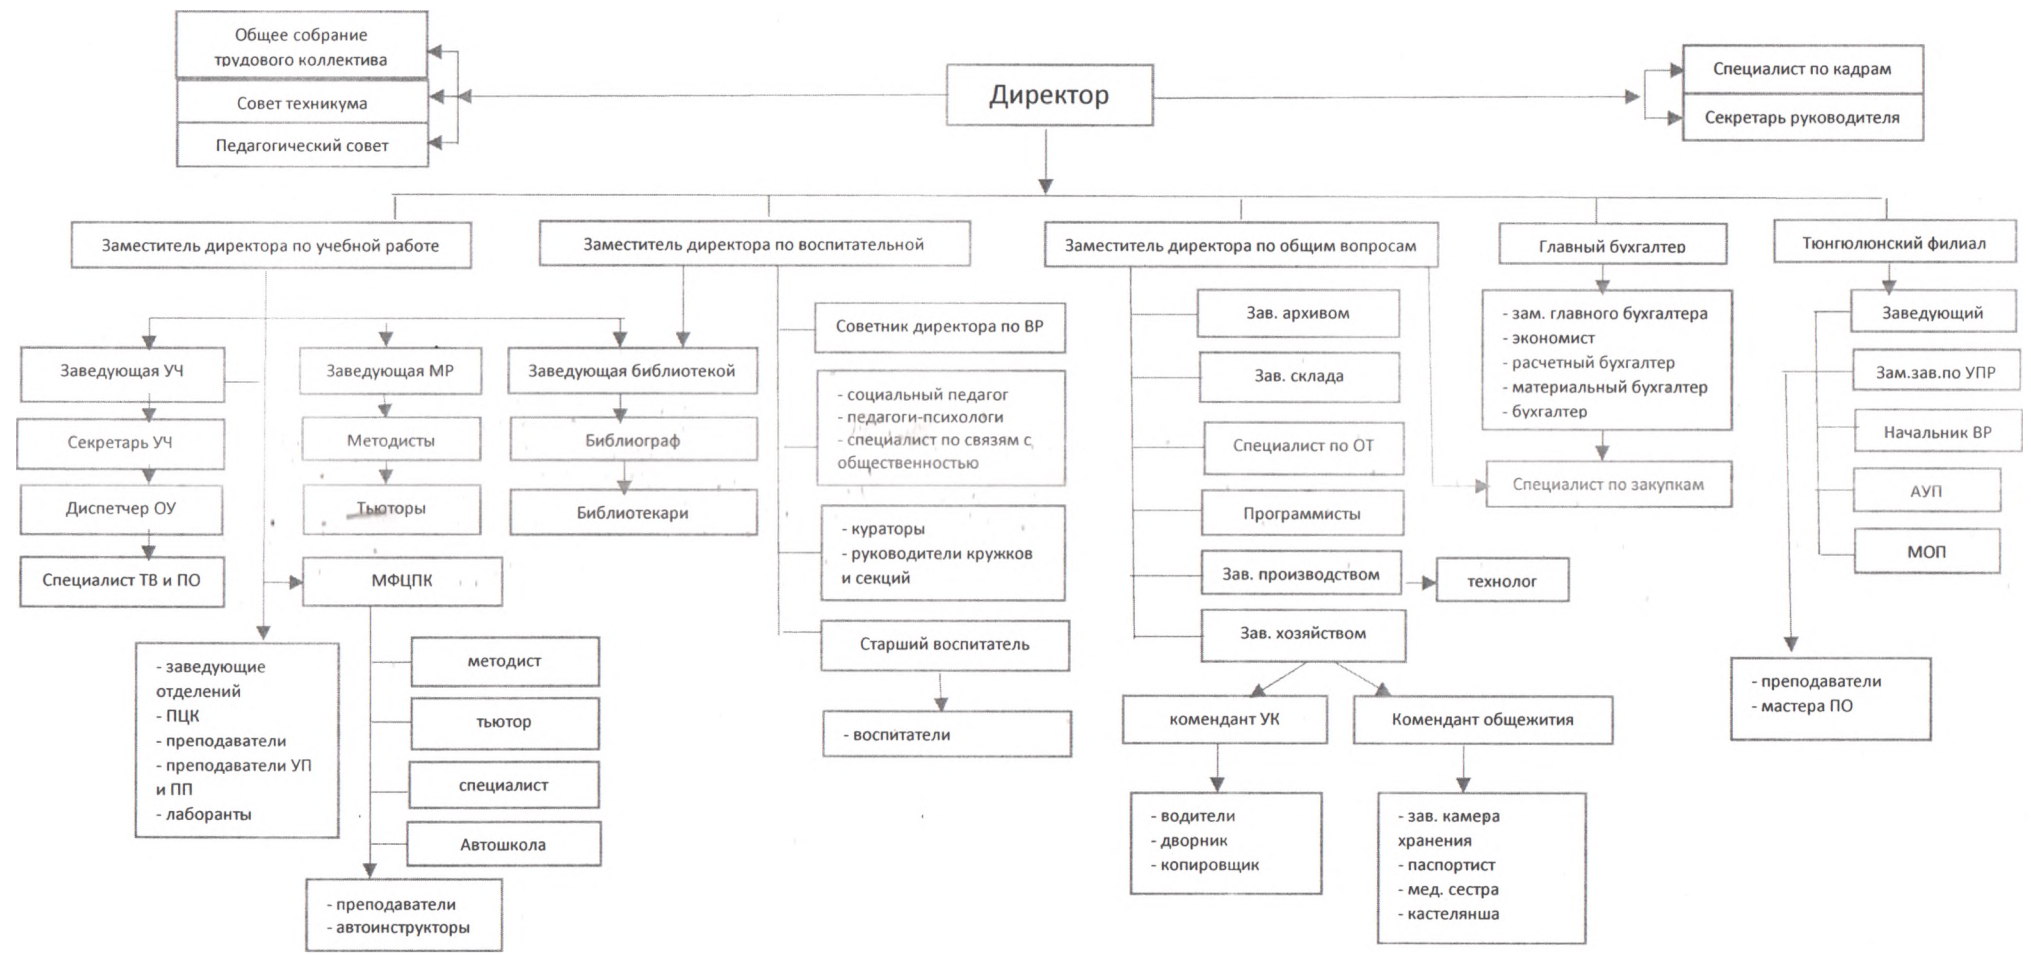 Общее собрание
трудового коллектива
Совет техникума
Педагогический совет
Директор
Специалист по кадрам
Секретарь руководителя
Заместитель директора по учебной работе
Заместитель директора по воспитательной
Заместитель директора по общим вопросам
Главный бухгалтер
Тюнгюлюнский филиал
Заведующая УЧ
Секретарь УЧ
Диспетчер ОУ
Специалист ТВ и ПО
Заведующая МР
Методисты
Тьюторы
Заведующая библиотекой
Библиограф
Библиотекари
МФЦПК
- заведующие
отделений
- ПЦК
- преподаватели
- преподаватели УП
и ПП
- лаборанты
методист
тьютор
специалист
Автошкола
- преподаватели
- автоинструкторы
Советник директора по ВР
- социальный педагог
- педагоги-психологи
- специалист по связям с
общественностью
- кураторы
- руководители кружков
и секций
Старший воспитатель
- воспитатели
Зав. архивом
Зав. склада
Специалист по ОТ
Программисты
Зав. производством
технолог
Зав. хозяйством
комендант УК
Комендант общежития
- водители
- дворник
- копировщик
- зав. камера
хранения
- паспортист
- мед. сестра
- кастелянша
- зам. главного бухгалтера
- экономист
- расчетный бухгалтер
- материальный бухгалтер
- бухгалтер
Специалист по закупкам
Заведующий
Зам.зав.по УПР
Начальник ВР
АУП
МОП
- преподаватели
- мастера ПО